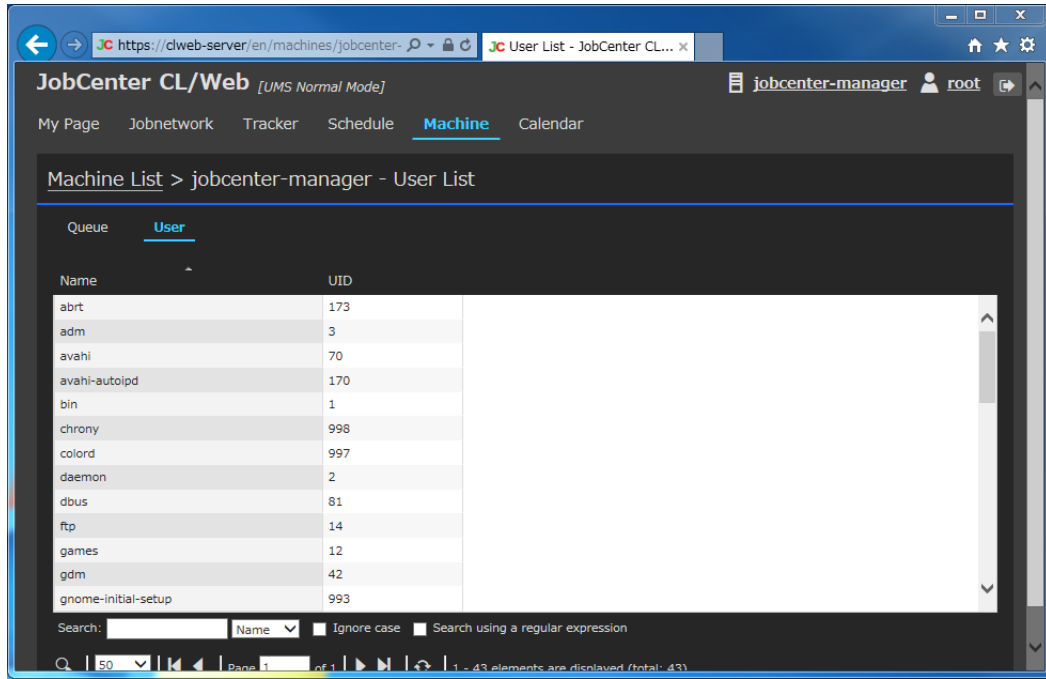 https://clweb-server/en/machines/jobcenter-
JC User List - JobCenter CL...
JobCenter CL/Web [UMS Normal Mode] jobcenter-manager root
My Page Jobnetwork Tracker Schedule Machine Calendar
Machine List > jobcenter-manager - User List
Queue User
Name UID
abrt 173
adm 3
avahi 70
avahi-autoipd 170
bin 1
chrony 998
colord 997
daemon 2
dbus 81
ftp 14
games 12
gdm 42
gnome-initial-setup 993
Search: Name Ignore case Search using a regular expression
50 Page 1 of 1 1 - 43 elements are displayed (total: 43)